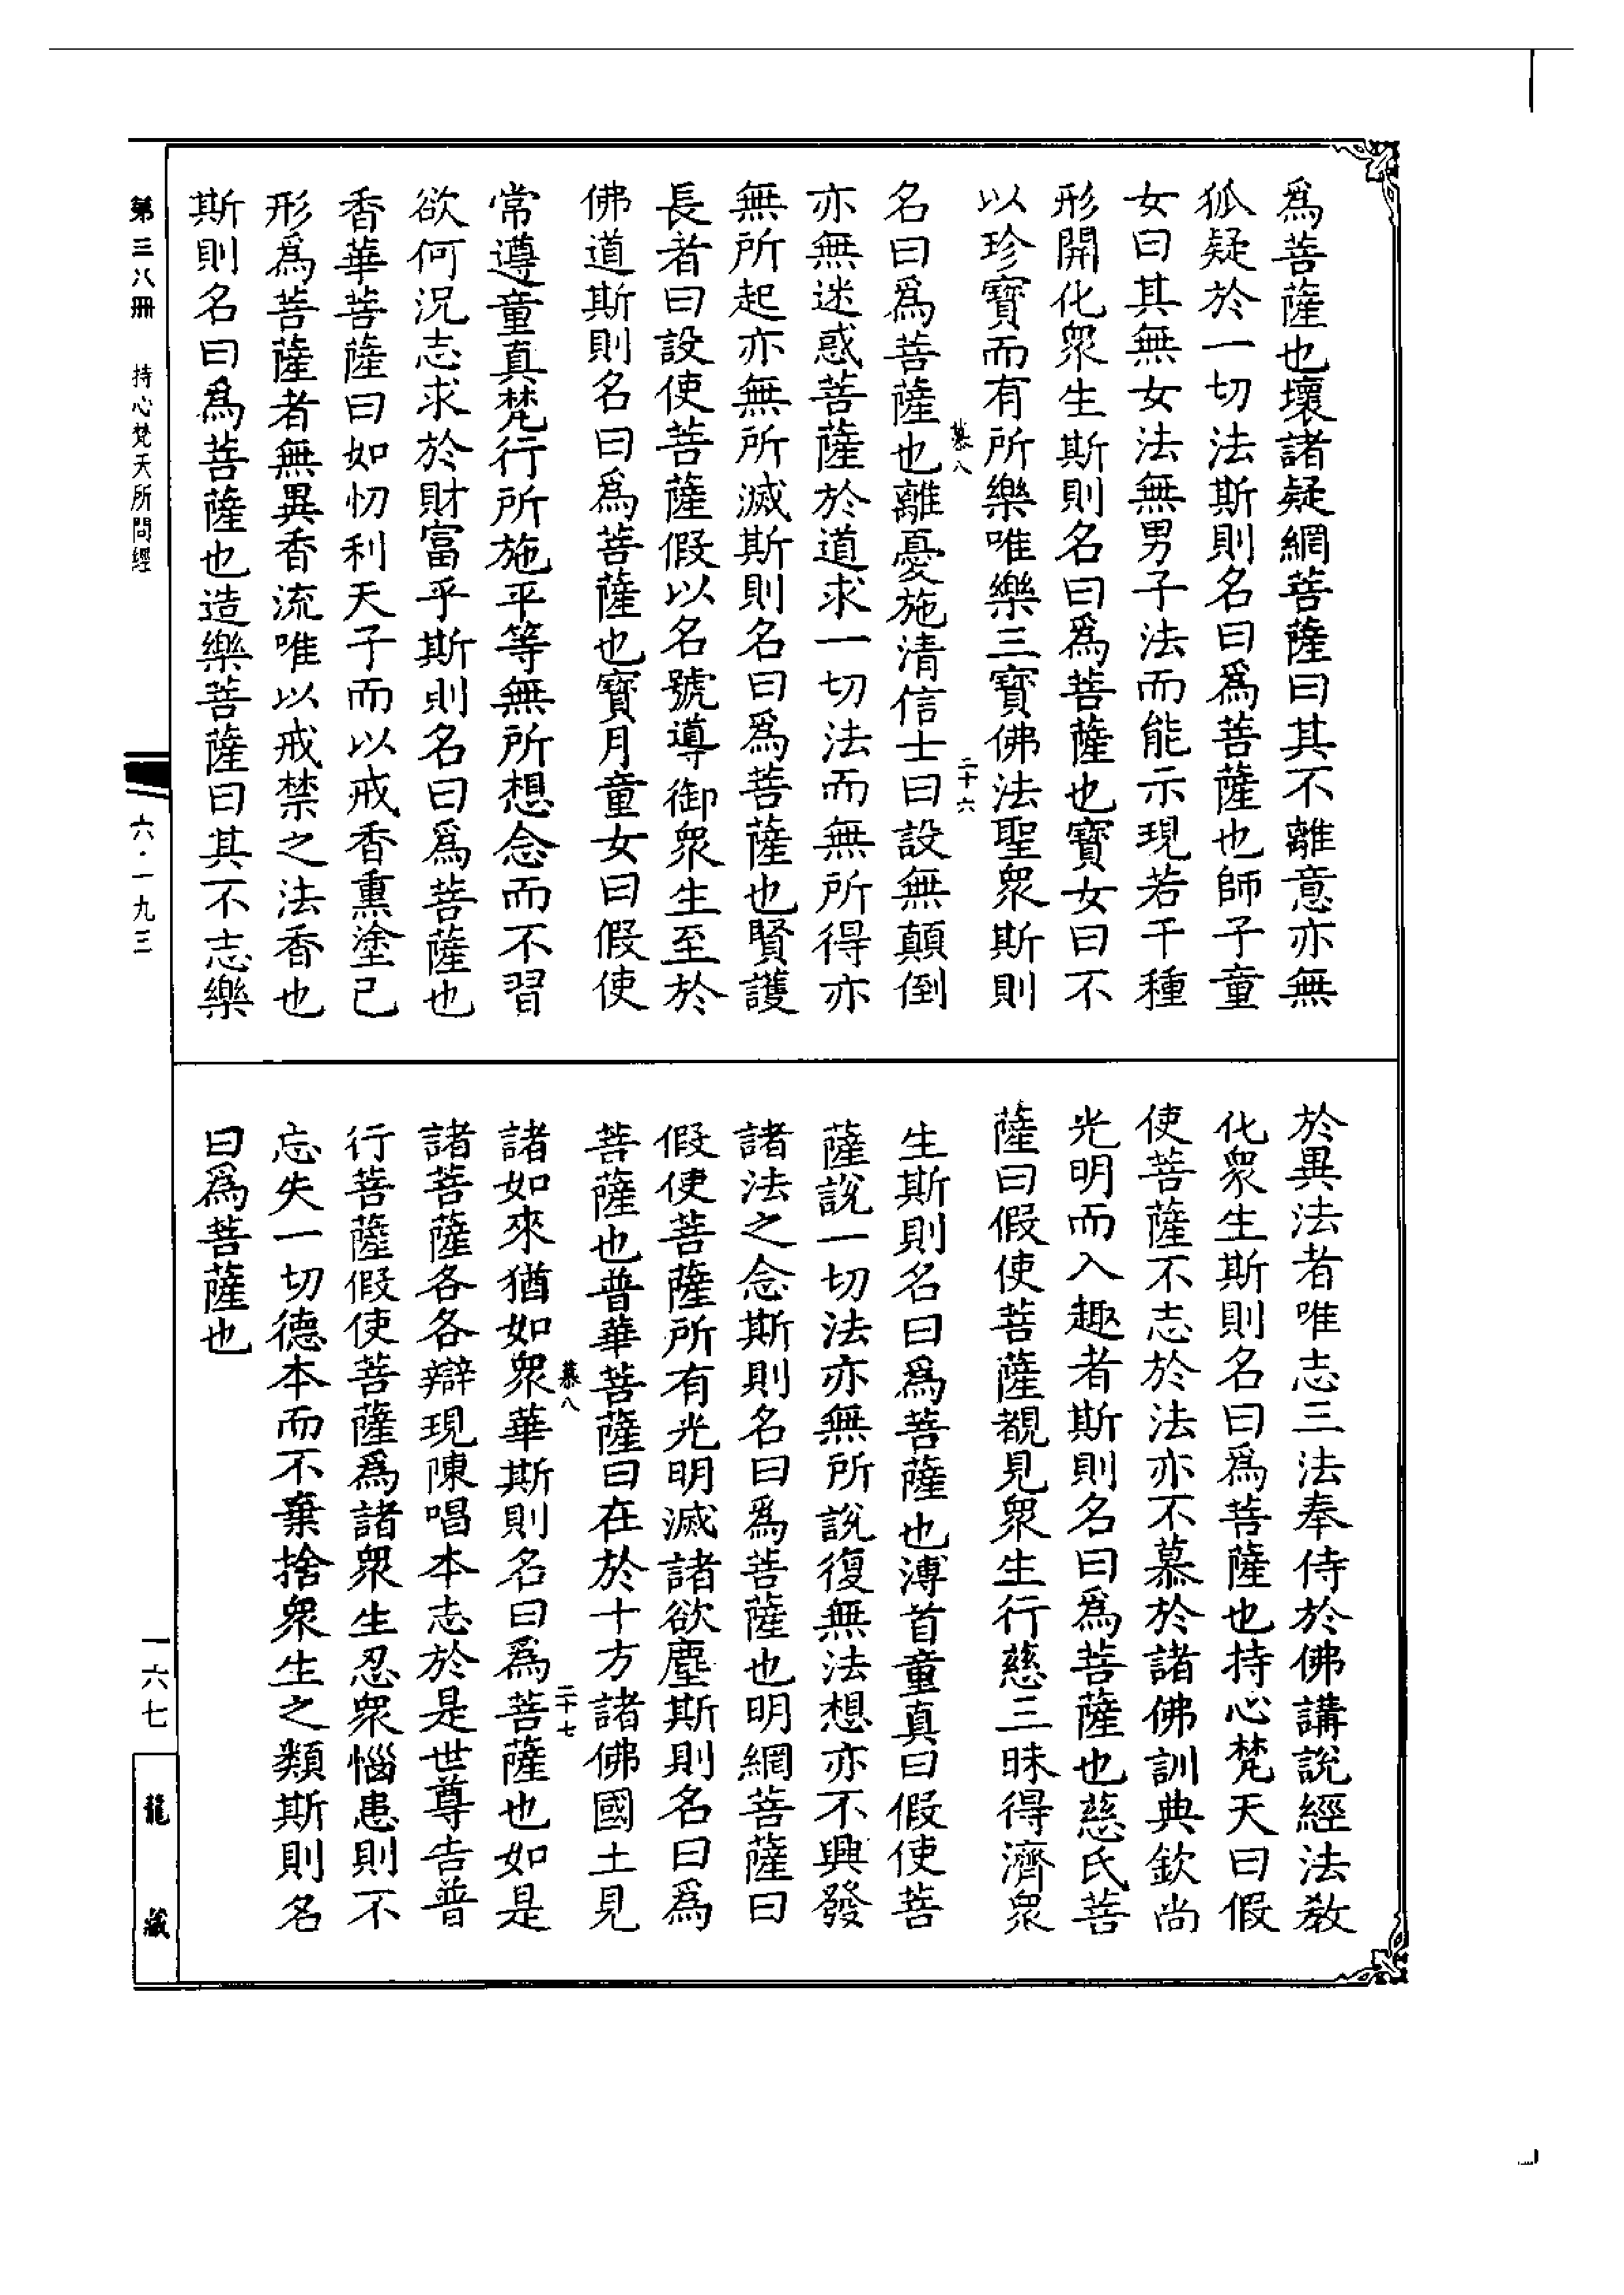 爲菩薩也壞諸疑網菩薩曰其不離意亦無
狐疑於一切法斯則名曰爲菩薩也師子童
女曰其無女法無男子法而能示現若干種
形開化衆生斯則名曰爲菩薩也寶女曰不
以珍寶而有所樂唯樂三寶佛法聖衆斯則
慕八
二十六
名曰爲菩薩也離憂施清信士曰設無顛倒
亦無迷惑菩薩於道求一切法而無所得亦
無所起亦無所滅斯則名曰爲菩薩也賢護
長者曰設使菩薩假以名號導御衆生至於
佛道斯則名曰爲菩薩也寶月童女曰假使
常遵童真梵行所施平等無所想念而不習
欲何況志求於財富乎斯則名曰爲菩薩也
香華菩薩曰如忉利天子而以戒香熏塗己
形爲菩薩者無異香流唯以戒禁之法香也
斯則名曰爲菩薩也造樂菩薩曰其不志樂
於異法者唯志三法奉侍於佛講說經法教
化衆生斯則名曰爲菩薩也持心梵天曰假
使菩薩不志於法亦不慕於諸佛訓典欽尚
光明而入趣者斯則名曰爲菩薩也慈氏菩
薩曰假使菩薩覩見衆生行慈三昧得濟衆
生斯則名曰爲菩薩也溥首童真曰假使菩
薩說一切法亦無所說復無法想亦不興發
諸法之念斯則名曰爲菩薩也明網菩薩曰
假使菩薩所有光明滅諸欲塵斯則名曰爲
菩薩也普華菩薩曰在於十方諸佛國土見
慕八
二十七
諸如來猶如衆華斯則名曰爲菩薩也如是
諸菩薩各各辯現陳唱本志於是世尊告普
行菩薩假使菩薩爲諸衆生忍衆惱患則不
忘失一切德本而不棄捨衆生之類斯則名
曰爲菩薩也
第三八冊 持心梵天所問經
六·一九三
一六七
龍藏